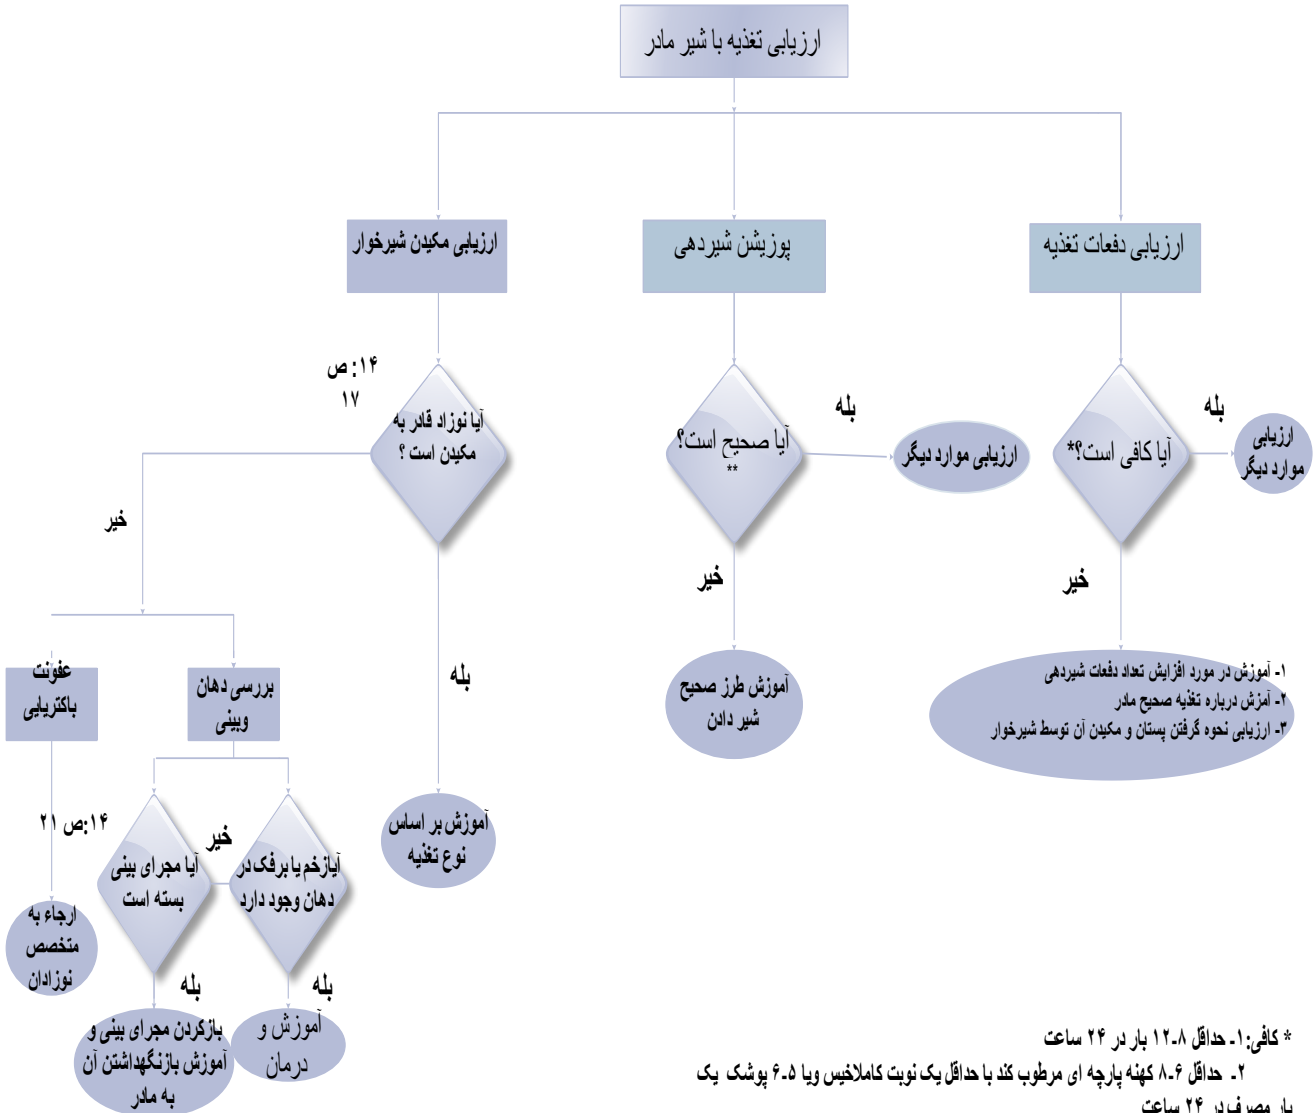 ارزیابی تغذیه با شیر مادر
ارزیابی دفعات تغذیه
پوزیشن شیردهی
ارزیابی مکیدن شیرخوار
آیا کافی است؟*
بله
ارزیابی
موارد دیگر
خیر
۱- آموزش در مورد افزایش تعداد دفعات شیردهی
۲- آمزش درباره تغذیه صحیح مادر
۳- ارزیابی نحوه گرفتن پستان و مکیدن آن توسط شیرخوار
آیا صحیح است؟
**
بله
ارزیابی موارد دیگر
خیر
آموزش طرز صحیح
شیر دادن
۱۴: ص
۱۷
آیا نوزاد قادر به
مکیدن است ؟
بله
آموزش بر اساس
نوع تغذیه
خیر
بررسی دهان
وبینی
عفونت
باکتریایی
آیازخم یا برفک در
دهان وجود دارد
خیر
آیا مجرای بینی
بسته است
۱۴:ص ۲۱
بله
آموزش و
درمان
بله
بازکردن مجرای بینی و
آموزش بازنگهداشتن آن
به مادر
ارجاء به
متخصص
نوزادان
* کافی:۱- حداقل ۸-۱۲ بار در ۲۴ ساعت
۲- حداقل ۶-۸ کهنه پارچه ای مرطوب کند با حداقل یک نوبت کاملاخیس ویا ۵-۶ پوشک یک
بار مصرف در ۲۴ ساعت